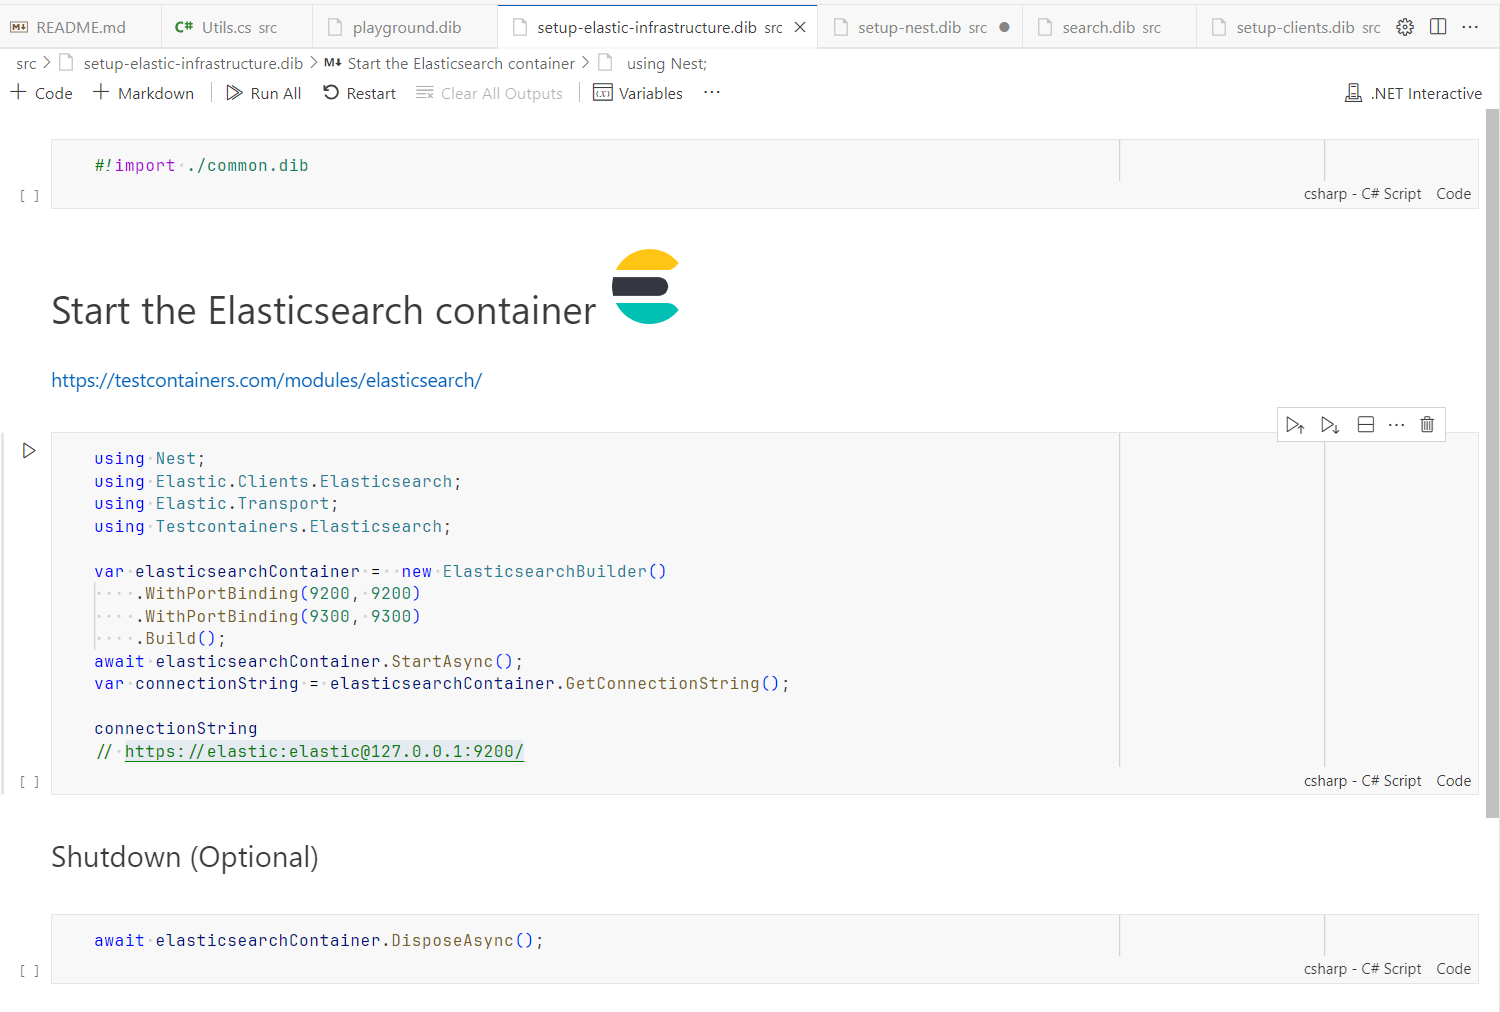 README.md
C# Utils.cs src
playground.dib
setup-elastic-infrastructure.dib src
setup-nest.dib src
search.dib src
setup-clients.dib src
src > setup-elastic-infrastructure.dib > M↓ Start the Elasticsearch container > using Nest;
+ Code + Markdown Run All Restart Clear All Outputs Variables ...
.NET Interactive
#!import ./common.dib
[ ]
csharp - C# Script Code
Start the Elasticsearch container
https://testcontainers.com/modules/elasticsearch/
using Nest;
using Elastic.Clients.Elasticsearch;
using Elastic.Transport;
using Testcontainers.Elasticsearch;
var elasticsearchContainer =  new ElasticsearchBuilder()
    .WithPortBinding(9200, 9200)
    .WithPortBinding(9300, 9300)
    .Build();
await elasticsearchContainer.StartAsync();
var connectionString = elasticsearchContainer.GetConnectionString();
connectionString
// https://elastic:elastic@127.0.0.1:9200/
[ ]
csharp - C# Script Code
Shutdown (Optional)
await elasticsearchContainer.DisposeAsync();
[ ]
csharp - C# Script Code